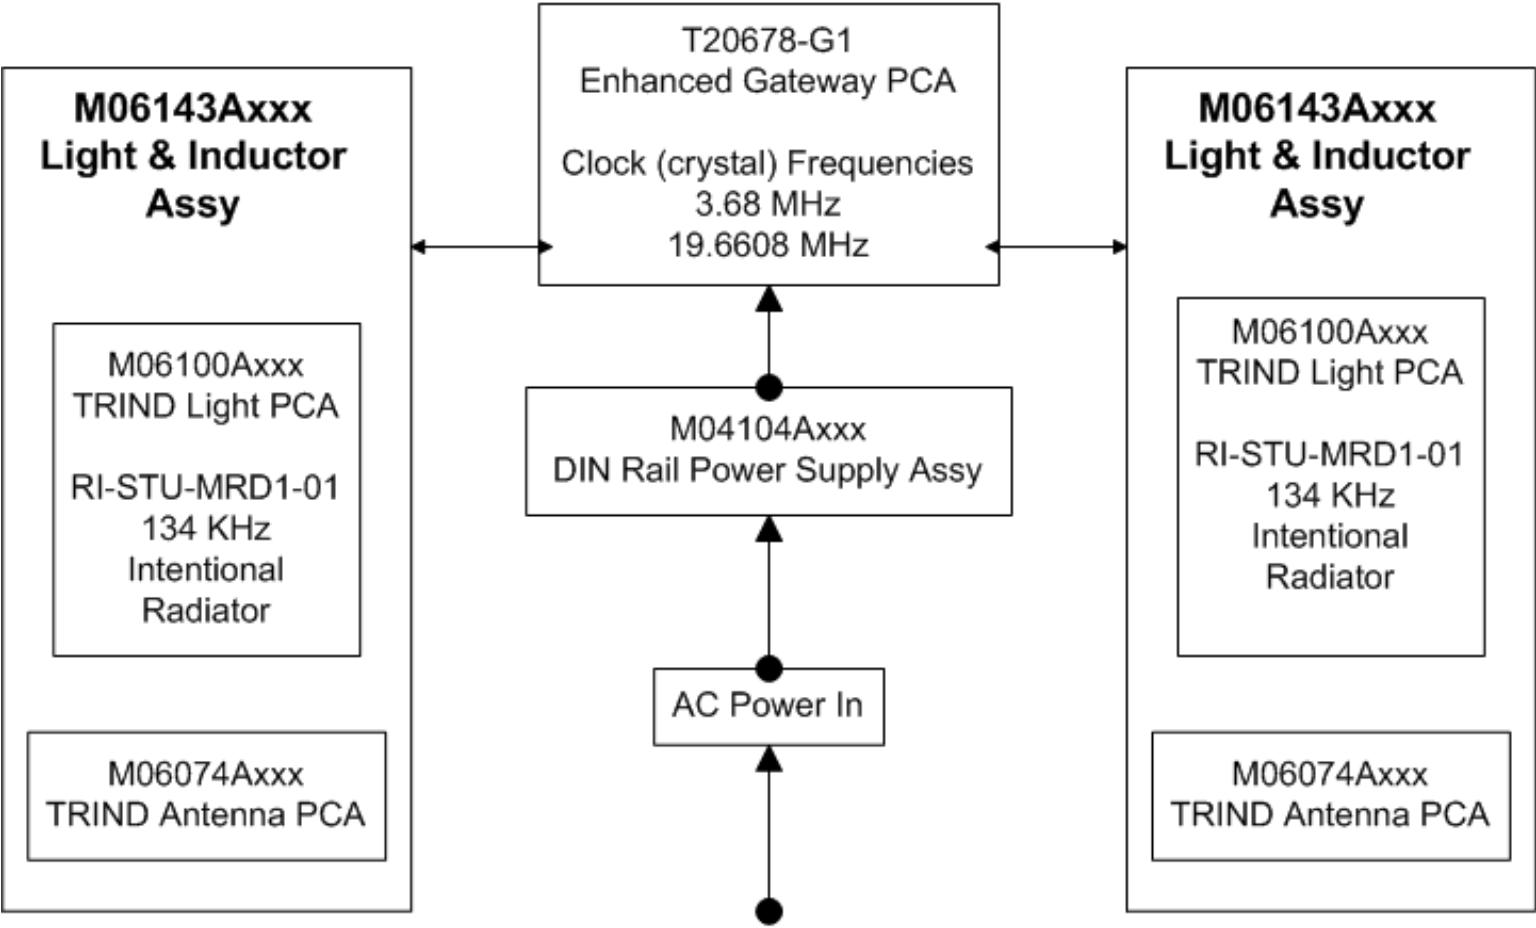 T20678-G1
Enhanced Gateway PCA
Clock (crystal) Frequencies
3.68 MHz
19.6608 MHz
M06143Axxx
Light & Inductor
Assy
M06100Axxx
TRIND Light PCA
RI-STU-MRD1-01
134 KHz
Intentional
Radiator
M06074Axxx
TRIND Antenna PCA
M04104Axxx
DIN Rail Power Supply Assy
AC Power In
M06143Axxx
Light & Inductor
Assy
M06100Axxx
TRIND Light PCA
RI-STU-MRD1-01
134 KHz
Intentional
Radiator
M06074Axxx
TRIND Antenna PCA